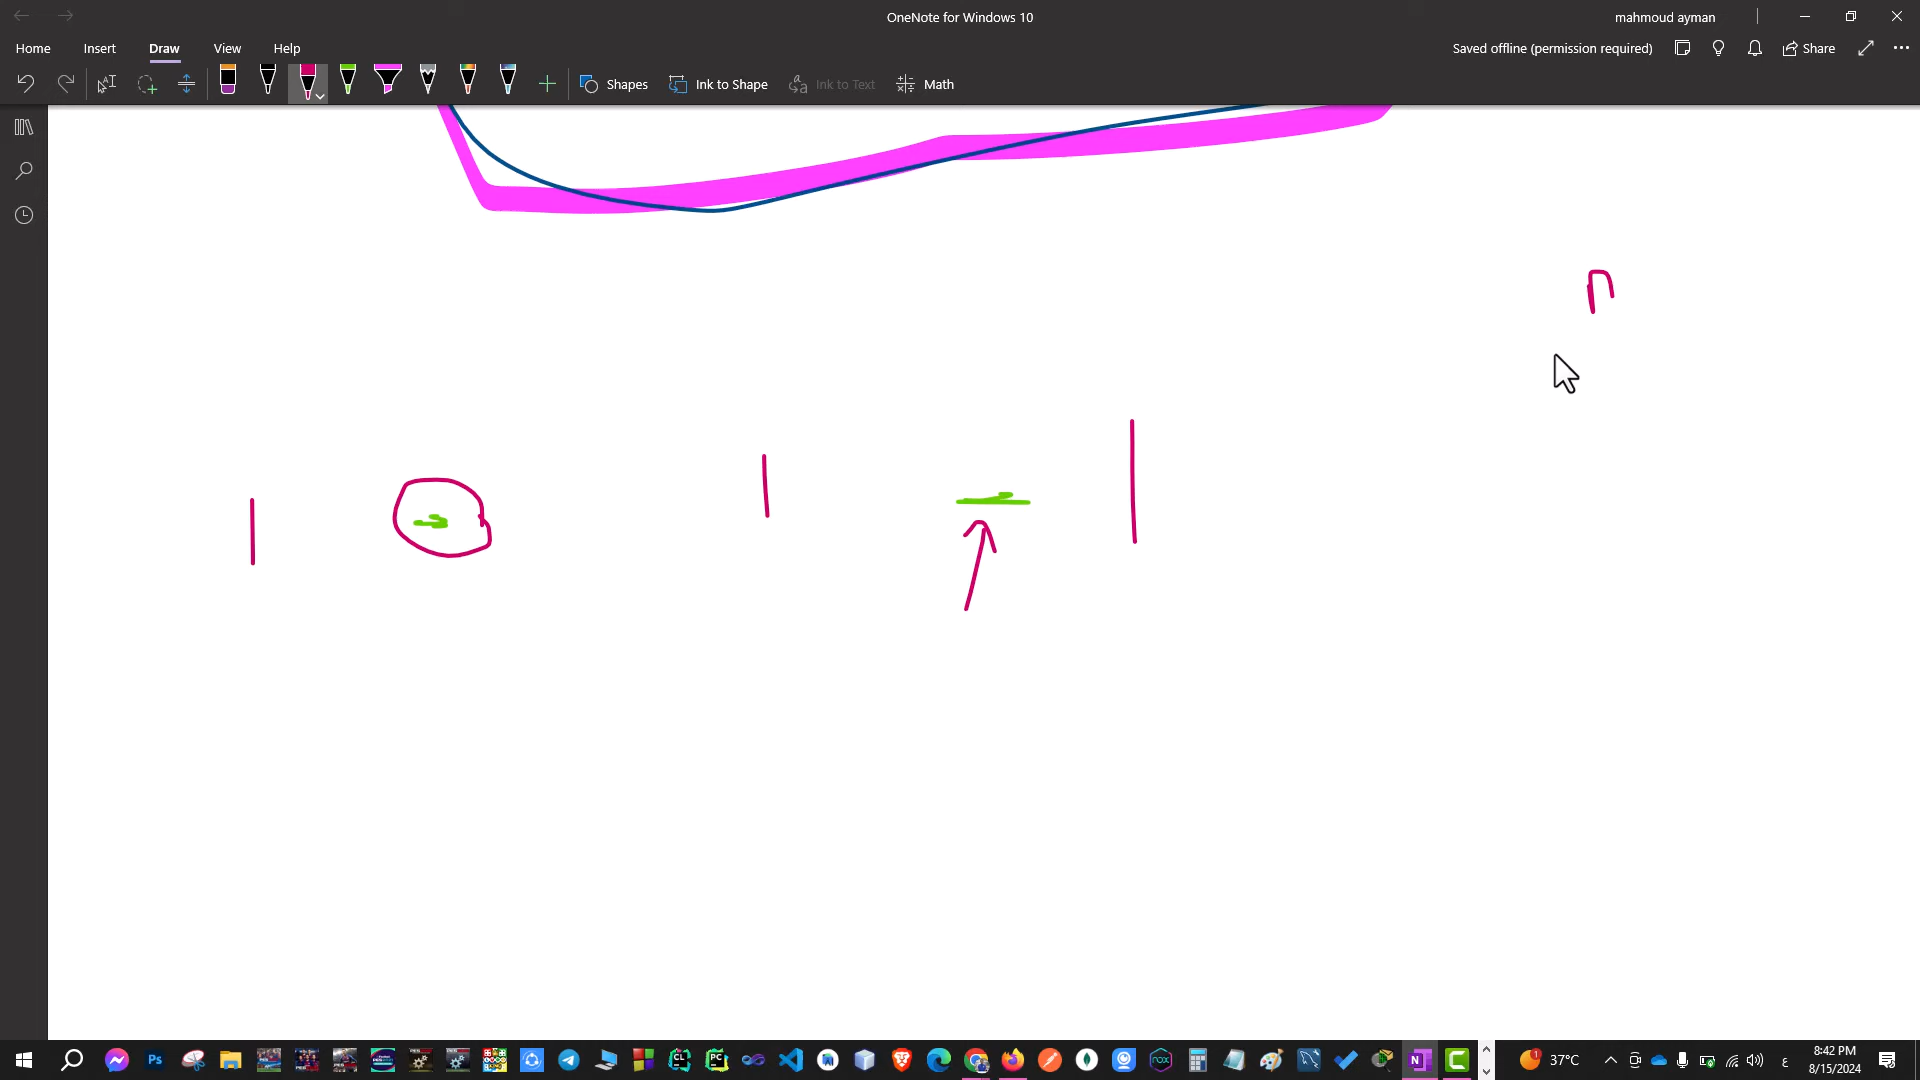 OneNote for Windows 10
mahmoud ayman
Home Insert Draw View Help
Saved offline (permission required)
Share
Shapes
Ink to Shape
Ink to Text
Math
n
37°C
ع
8:42 PM
8/15/2024